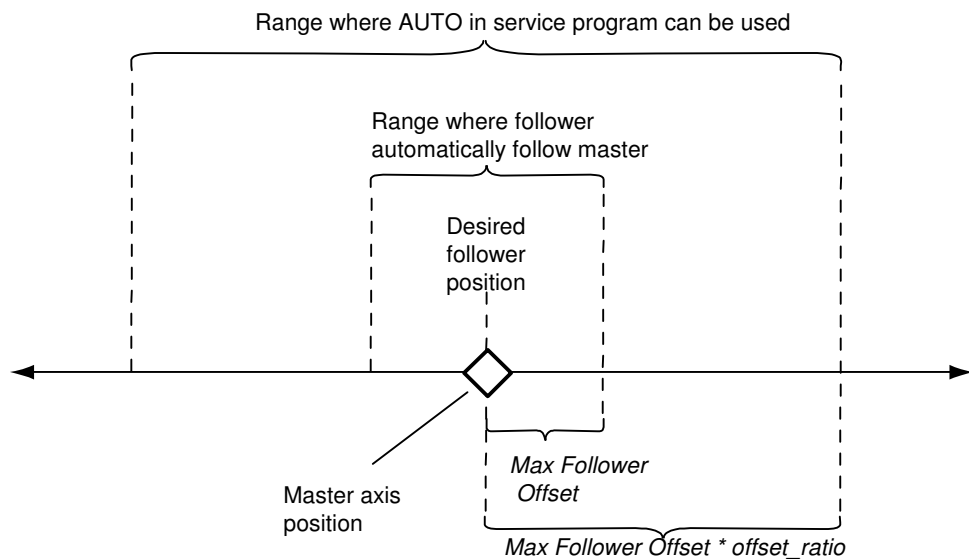 Range where AUTO in service program can be used
Range where follower
automatically follow master
Desired
follower
position
Max Follower
Offset
Master axis
position
Max Follower Offset * offset_ratio